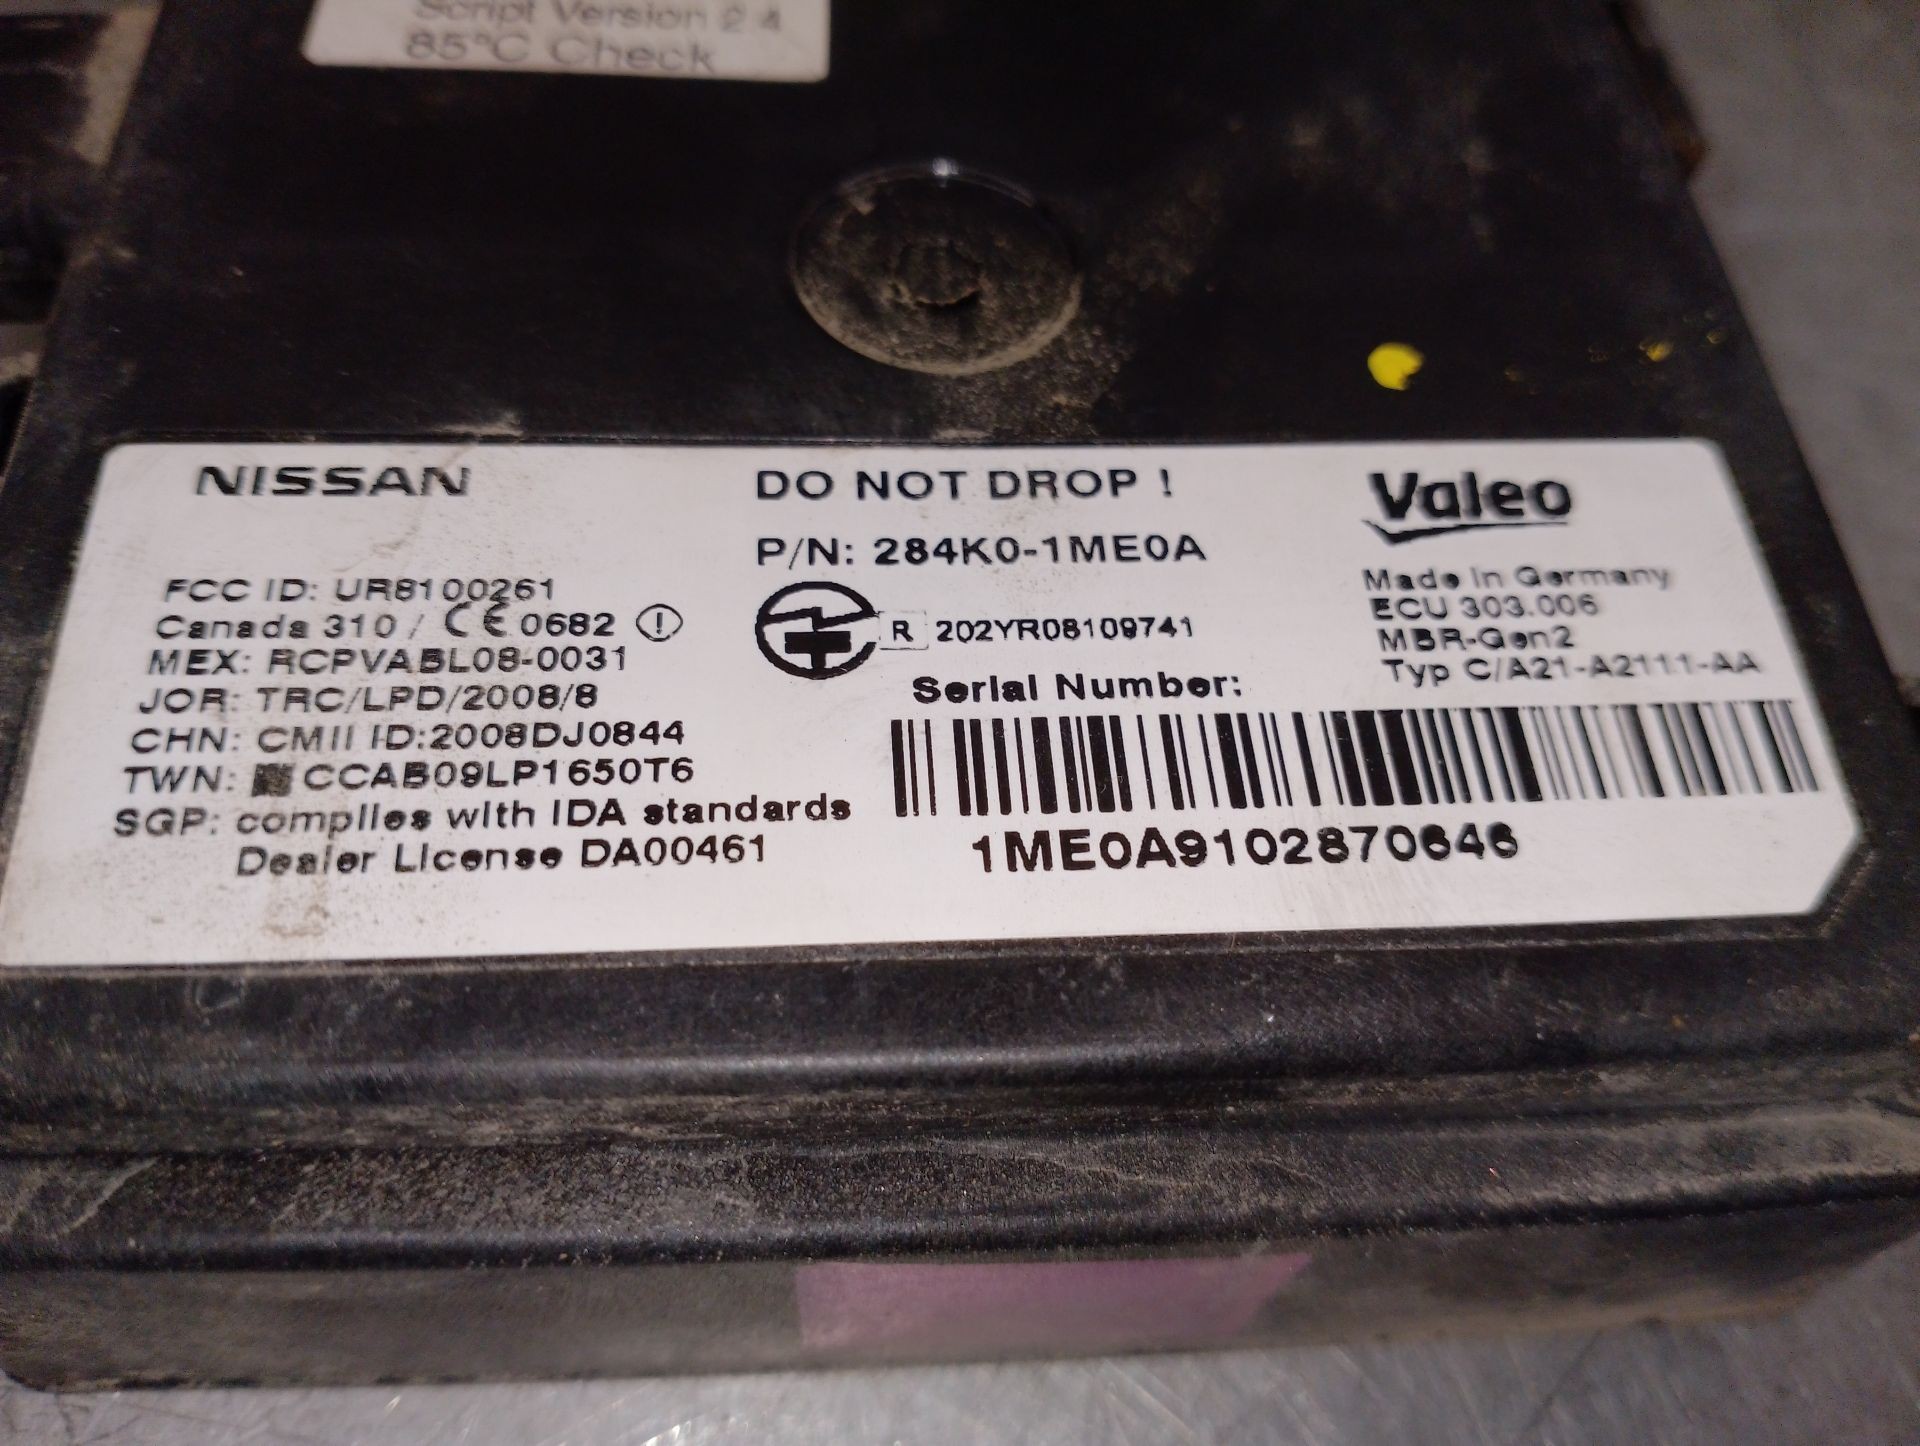 Script Version 2.4
85°C Check
NISSAN
DO NOT DROP !
Valeo
P/N: 284K0-1ME0A
FCC ID: UR8100261
Canada 310 / CE 0682
MEX: RCPVABL08-0031
JOR: TRC/LPD/2008/8
CHN: CMII ID:2008DJ0844
TWN: CCAB09LP1650T6
SGP: complies with IDA standards
Dealer License DA00461
R 202YR08109741
Made in Germany
ECU 303.006
MBR-Gen2
Typ C/A21-A2111-AA
Serial Number:
1ME0A9102870646